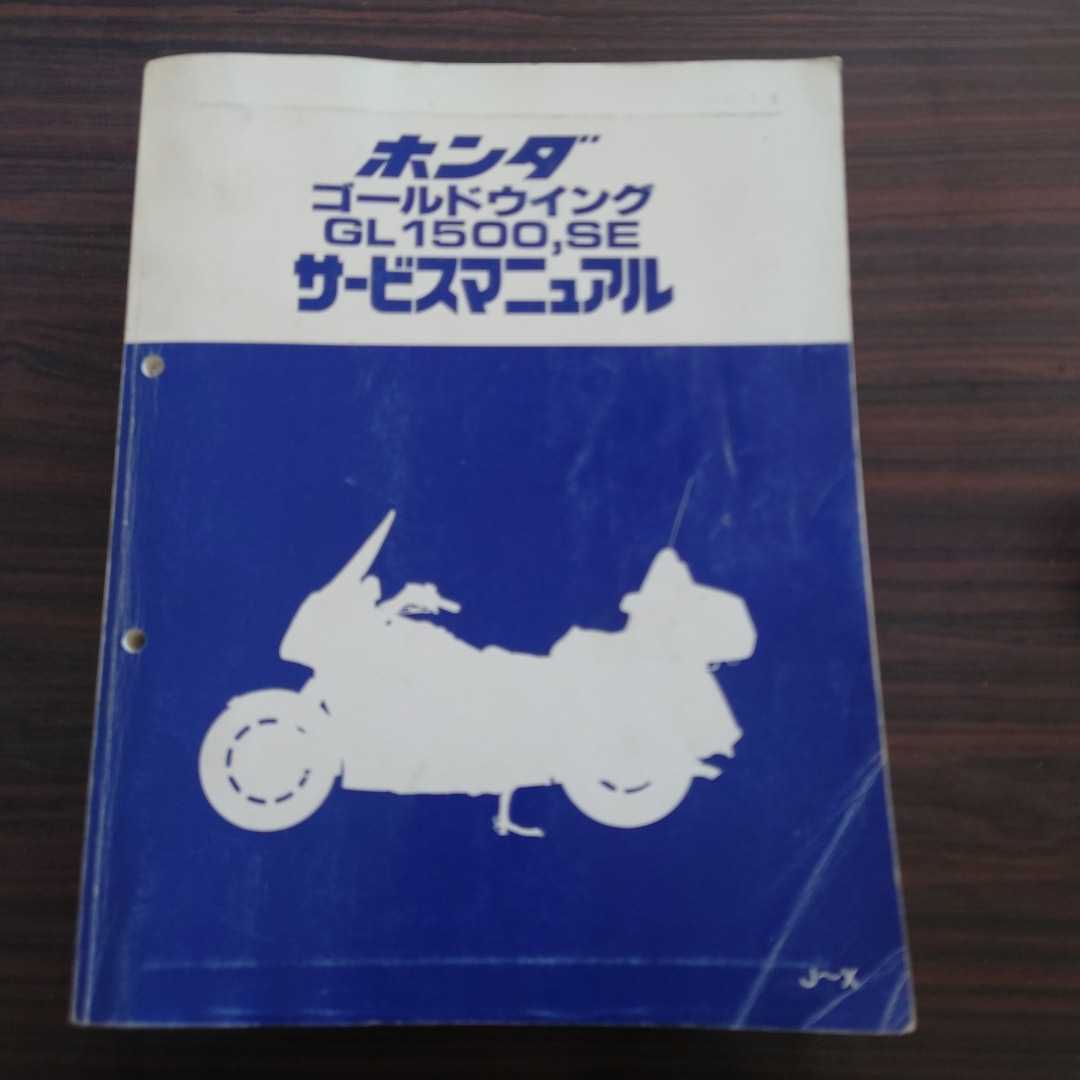 ホンダ
ゴールドウイング
GL1500,SE
サービスマニュアル
J〜X